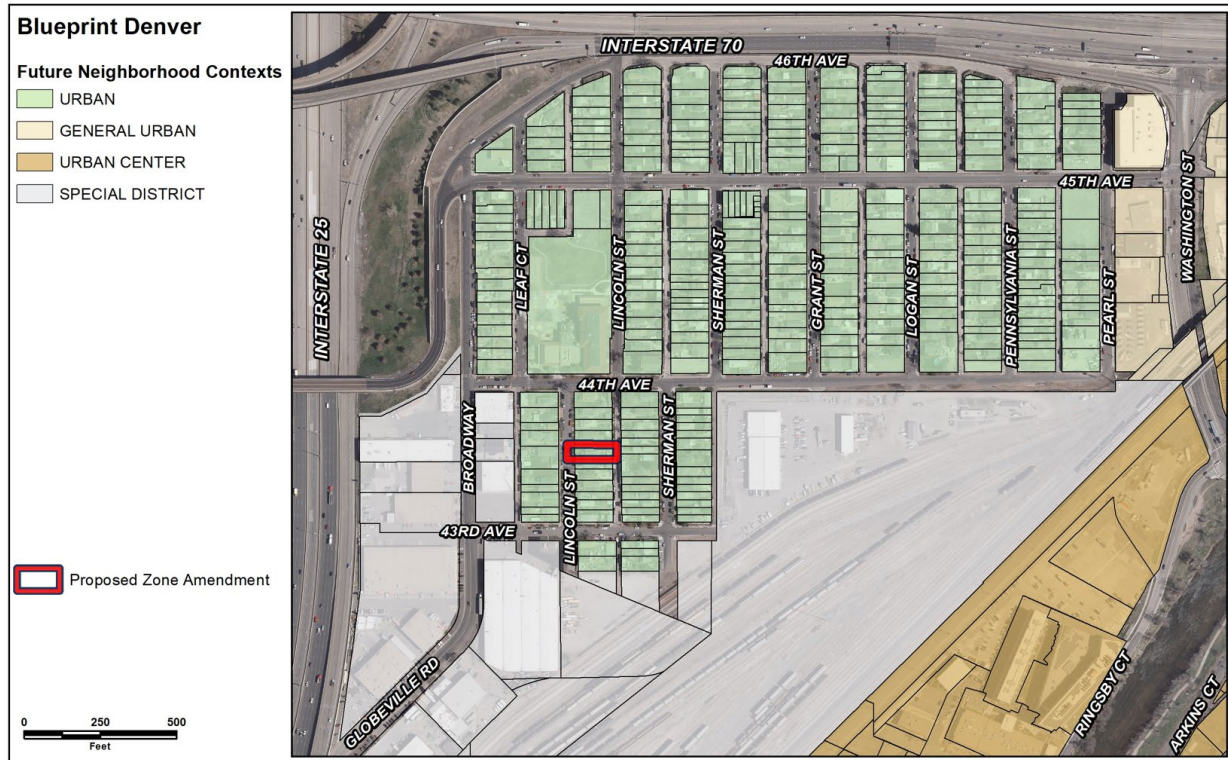 Blueprint Denver
Future Neighborhood Contexts
URBAN
GENERAL URBAN
URBAN CENTER
SPECIAL DISTRICT
Proposed Zone Amendment
0 250 500
Feet
INTERSTATE 70
46TH AVE
45TH AVE
INTERSTATE 25
LEAF CT
LINCOLN ST
SHERMAN ST
GRANT ST
LOGAN ST
PENNSYLVANIA ST
PEARL ST
WASHINGTON ST
44TH AVE
BROADWAY
SHERMAN ST
LINCOLN ST
43RD AVE
GLOBEVILLE RD
RINGSBY CT
ARKINS CT